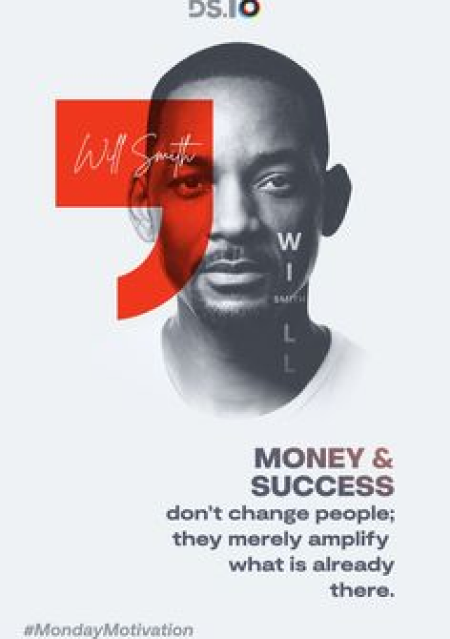 DS.IO
Will Smith
W
I
SMITH
L
L
MONEY &
SUCCESS
don't change people;
they merely amplify
what is already
there.
#MondayMotivation